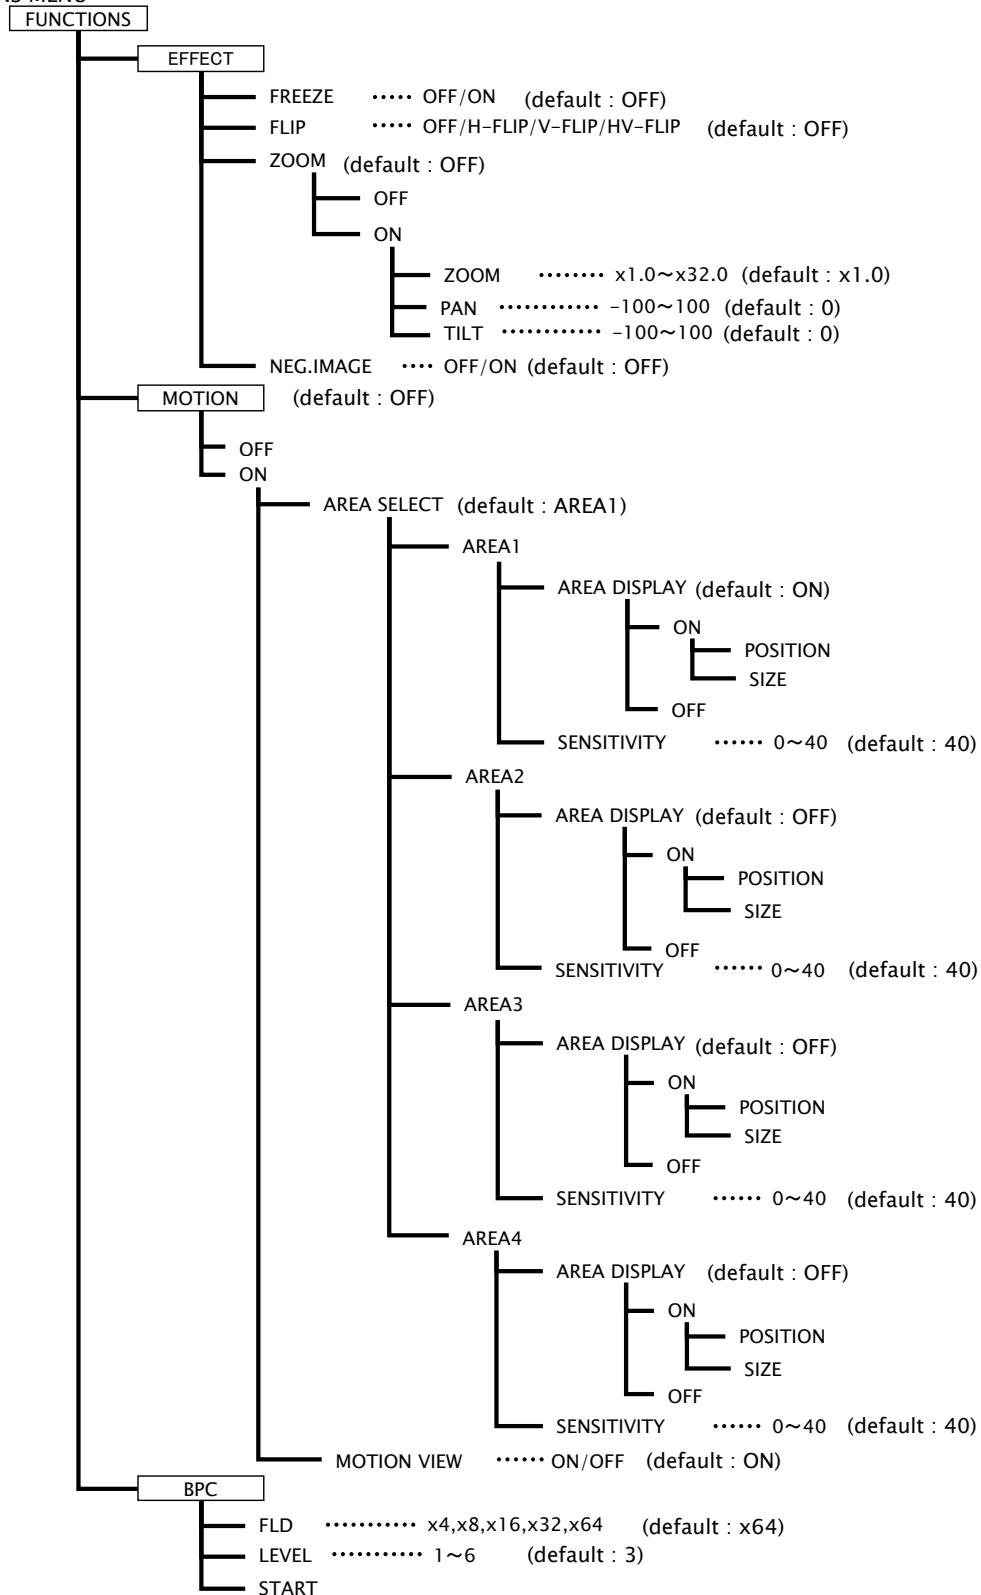 FUNCTIONS
EFFECT
FREEZE ····· OFF/ON (default : OFF)
FLIP ····· OFF/H-FLIP/V-FLIP/HV-FLIP (default : OFF)
ZOOM (default : OFF)
OFF
ON
ZOOM ········ x1.0~x32.0 (default : x1.0)
PAN ············ -100~100 (default : 0)
TILT ············ -100~100 (default : 0)
NEG.IMAGE ···· OFF/ON (default : OFF)
MOTION (default : OFF)
OFF
ON
AREA SELECT (default : AREA1)
AREA1
AREA DISPLAY (default : ON)
ON
POSITION
SIZE
OFF
SENSITIVITY ······ 0~40 (default : 40)
AREA2
AREA DISPLAY (default : OFF)
ON
POSITION
SIZE
OFF
SENSITIVITY ······ 0~40 (default : 40)
AREA3
AREA DISPLAY (default : OFF)
ON
POSITION
SIZE
OFF
SENSITIVITY ······ 0~40 (default : 40)
AREA4
AREA DISPLAY (default : OFF)
ON
POSITION
SIZE
OFF
SENSITIVITY ······ 0~40 (default : 40)
MOTION VIEW ······ ON/OFF (default : ON)
BPC
FLD ··········· x4,x8,x16,x32,x64 (default : x64)
LEVEL ··········· 1~6 (default : 3)
START